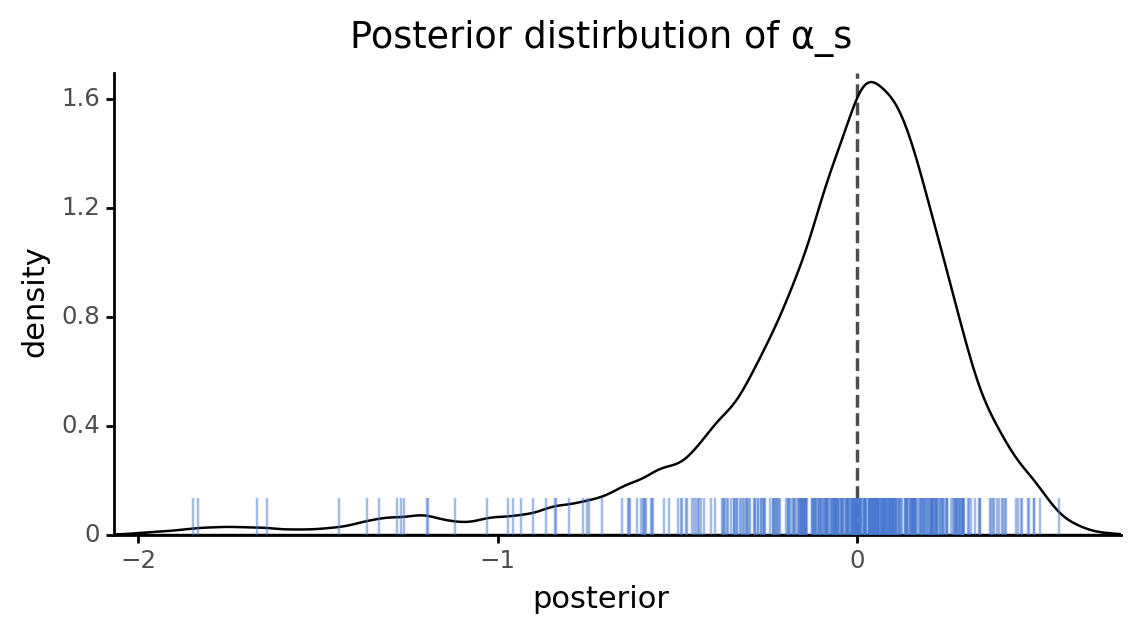 Posterior distirbution of α_s
1.6
1.2
0.8
0.4
0
density
−2
−1
0
posterior